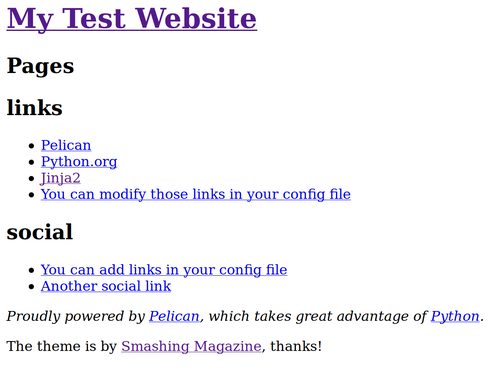 My Test Website
Pages
links
Pelican
Python.org
Jinja2
You can modify those links in your config file
social
You can add links in your config file
Another social link
Proudly powered by Pelican, which takes great advantage of Python.
The theme is by Smashing Magazine, thanks!